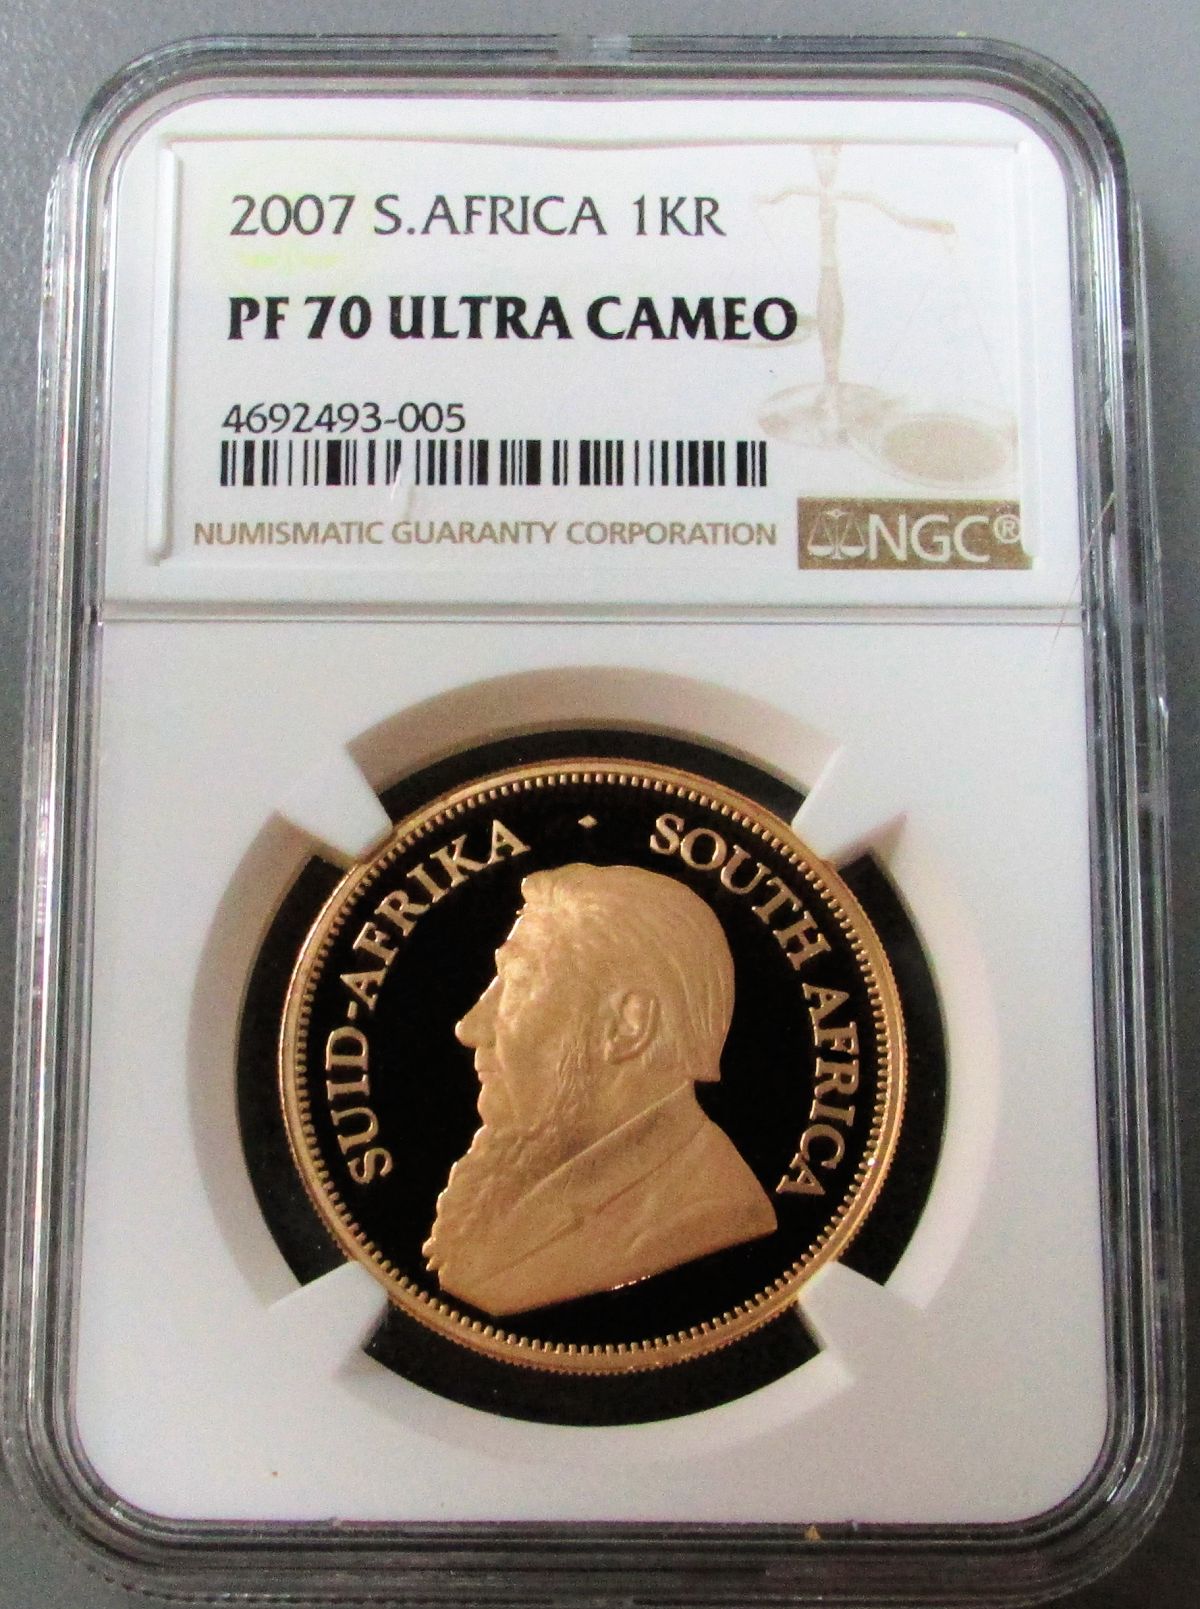 2007 S.AFRICA 1KR
PF 70 ULTRA CAMEO
4692493-005
NUMISMATIC GUARANTY CORPORATION
NGC®
SUID-AFRIKA
SOUTH AFRICA